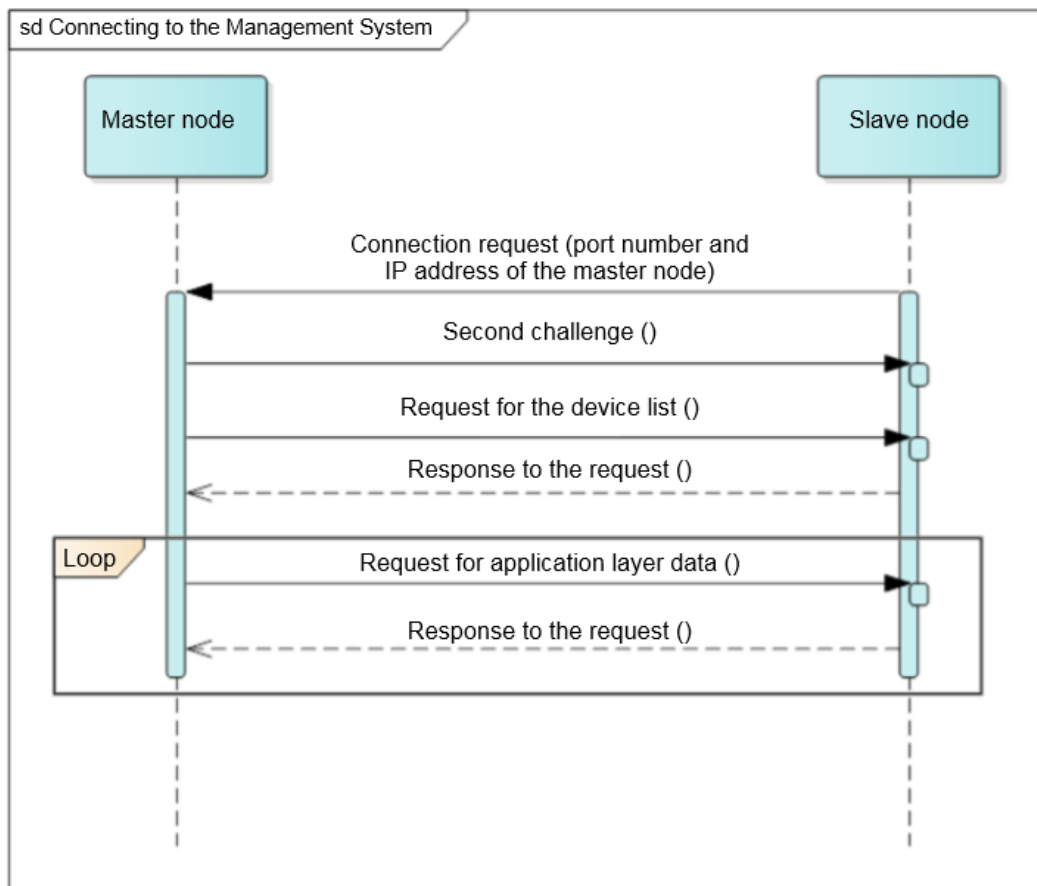 sd Connecting to the Management System
Master node
Slave node
Connection request (port number and
IP address of the master node)
Second challenge ()
Request for the device list ()
Response to the request ()
Loop
Request for application layer data ()
Response to the request ()